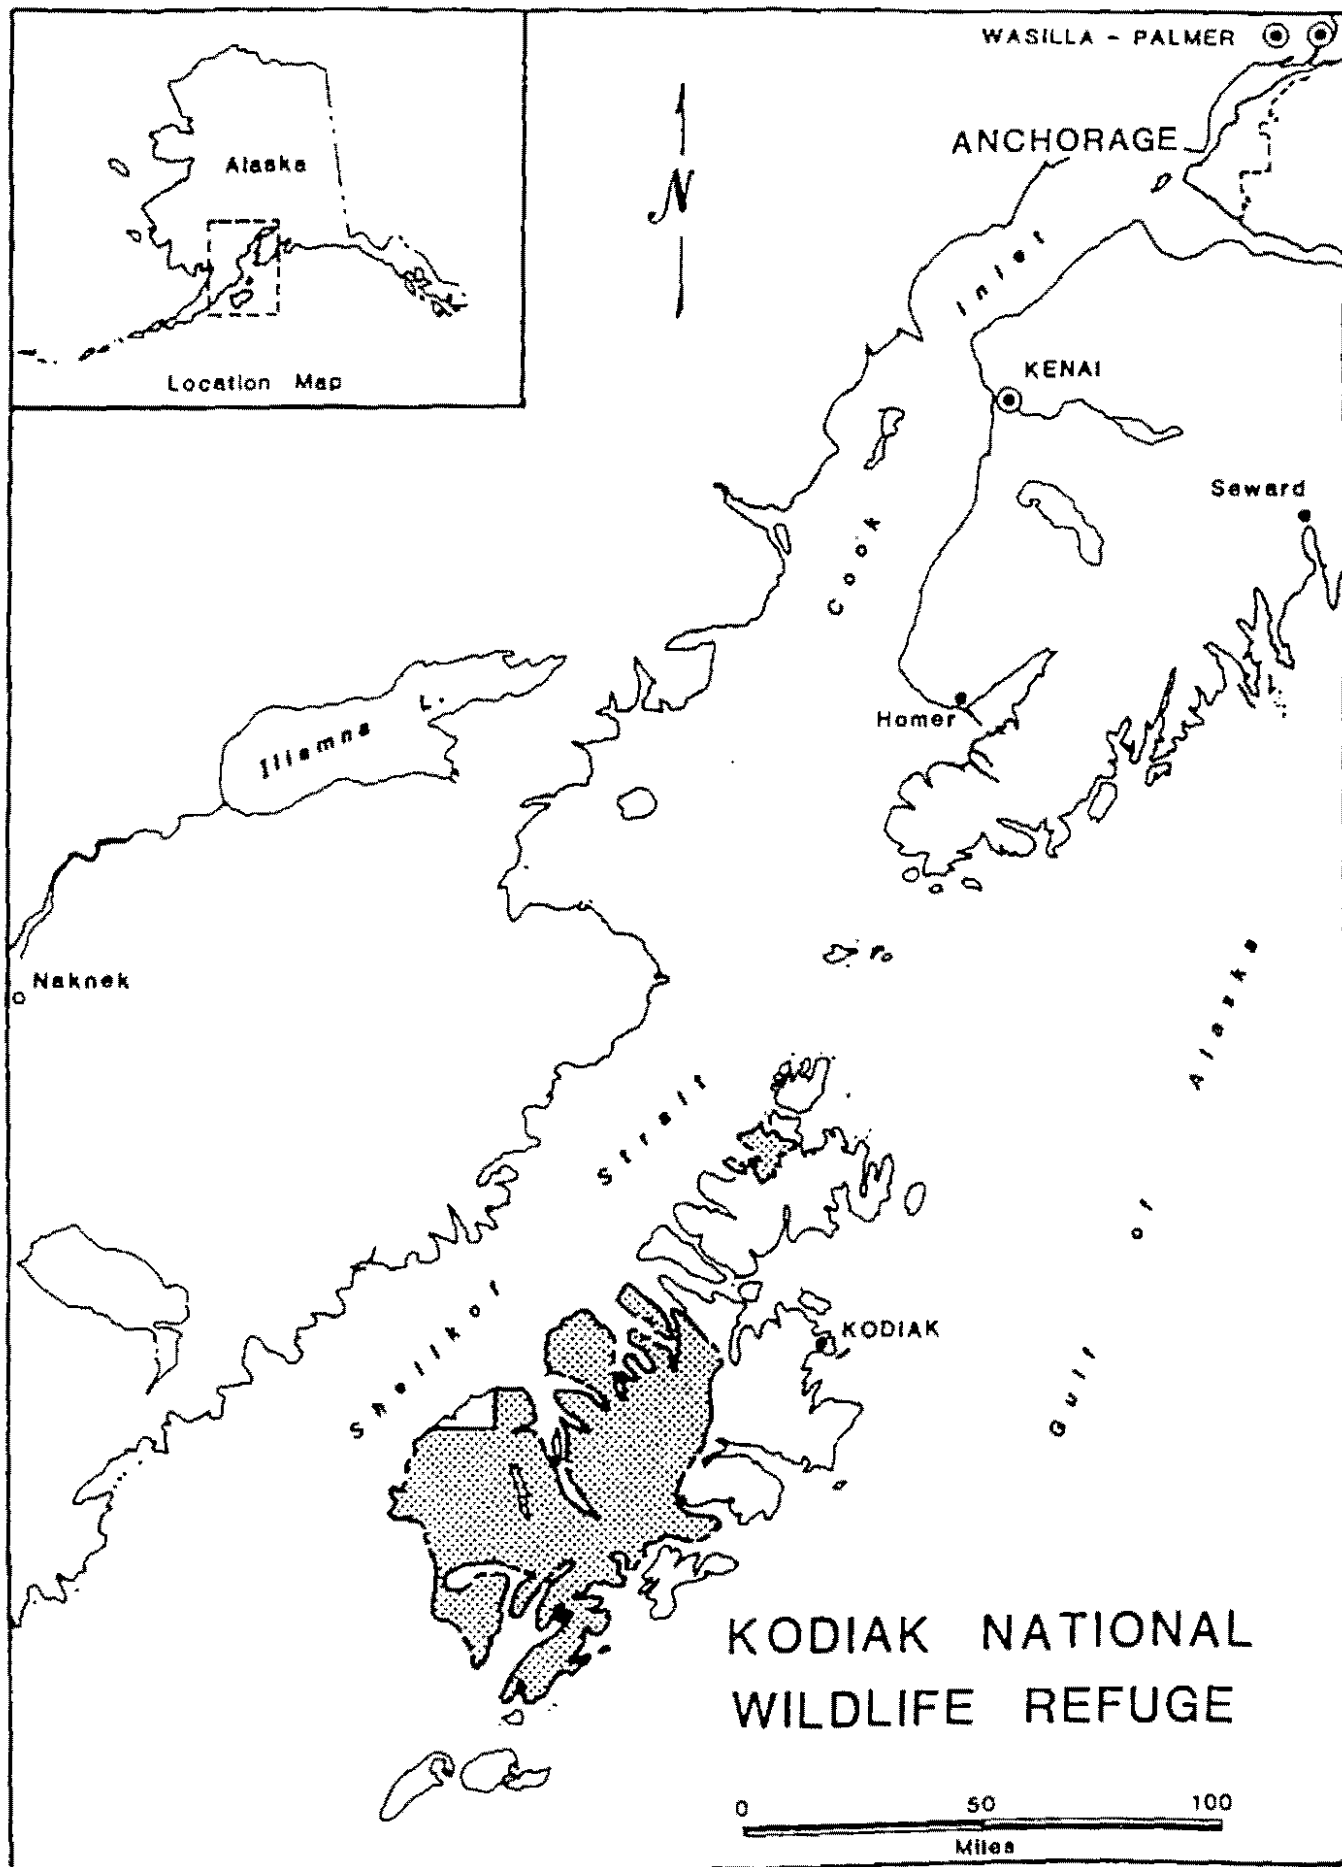 WASILLA - PALMER
ANCHORAGE
N
Alaska
Location Map
Cook Inlet
KENAI
Seward
Homer
Iliamna L.
Naknek
Shelikof Strait
Gulf of Alaska
KODIAK
KODIAK NATIONAL
WILDLIFE REFUGE
0 50 100
Miles